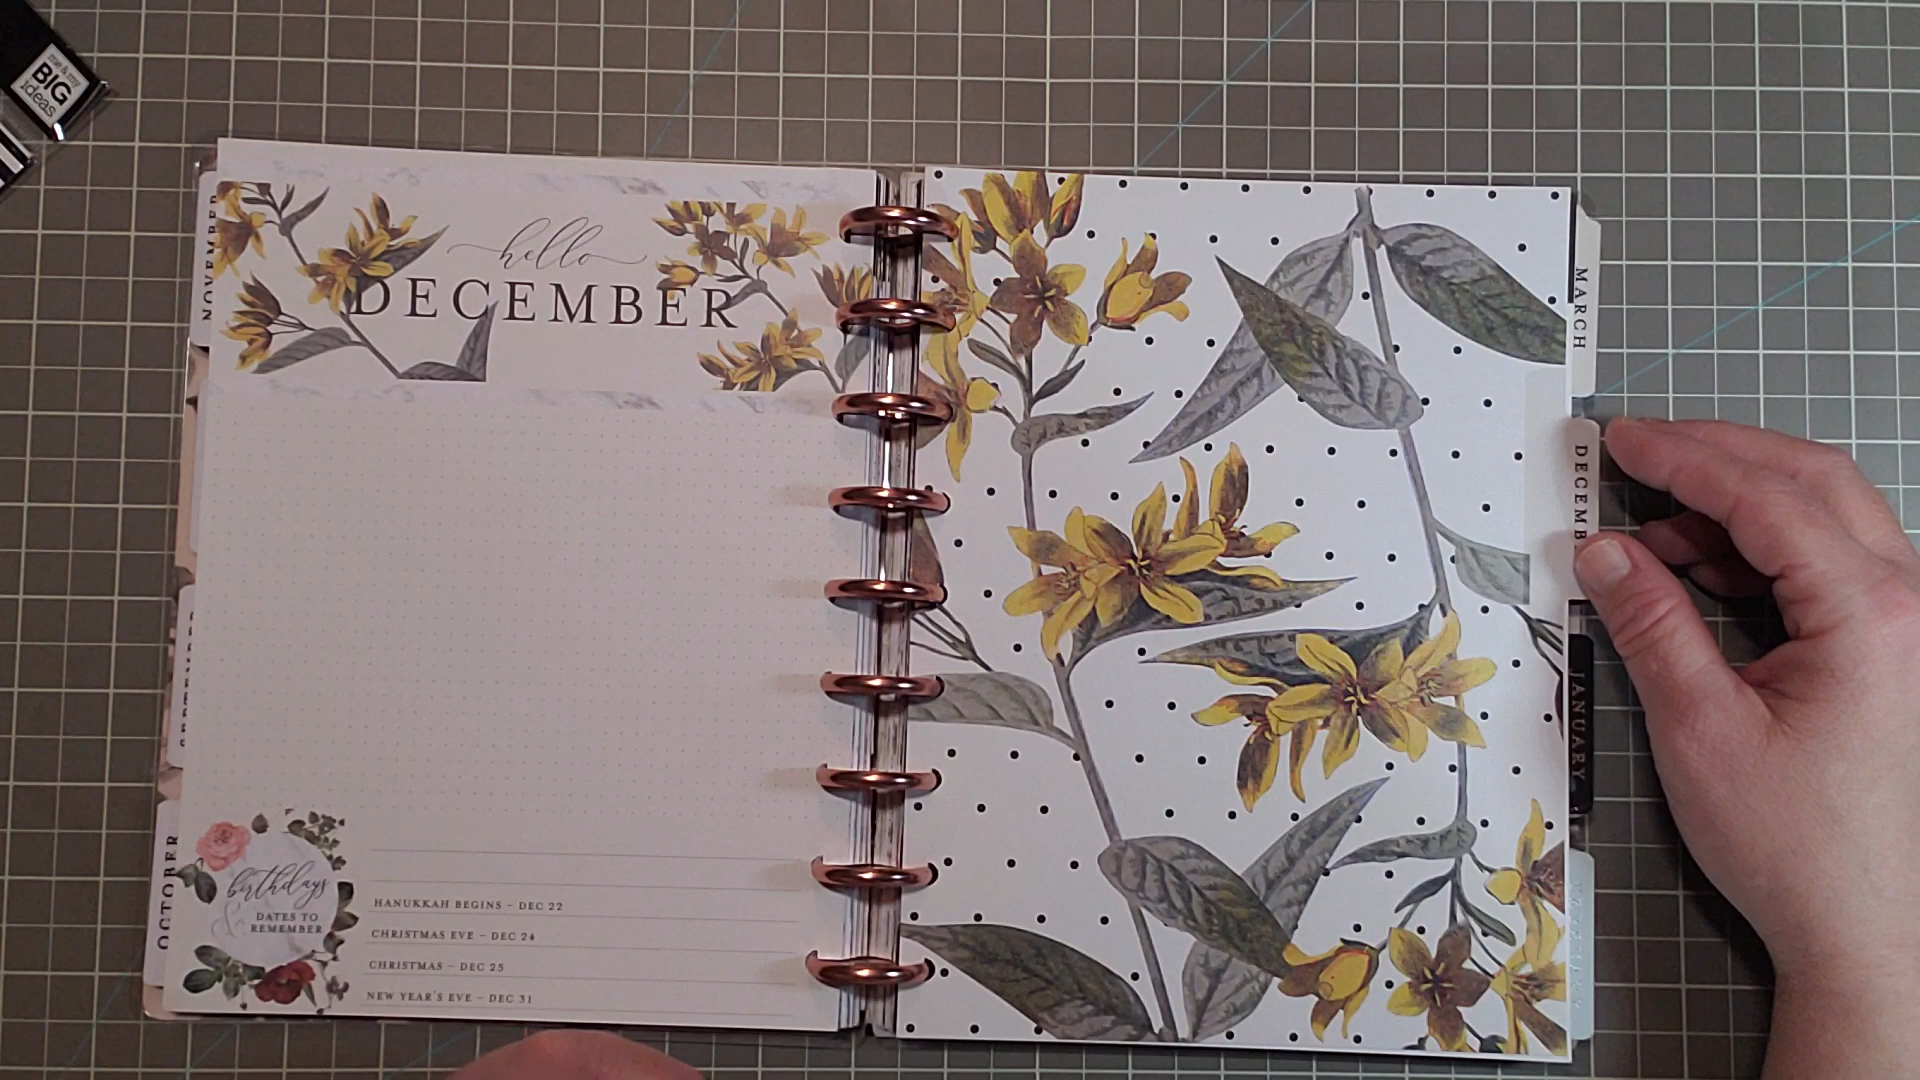 me & my
BIG
ideas
NOVEMBER
hello
DECEMBER
OCTOBER
birthdays
&
DATES TO
REMEMBER
HANUKKAH BEGINS – DEC 22
CHRISTMAS EVE – DEC 24
CHRISTMAS – DEC 25
NEW YEAR'S EVE – DEC 31
MARCH
DECEMB
JANUARY